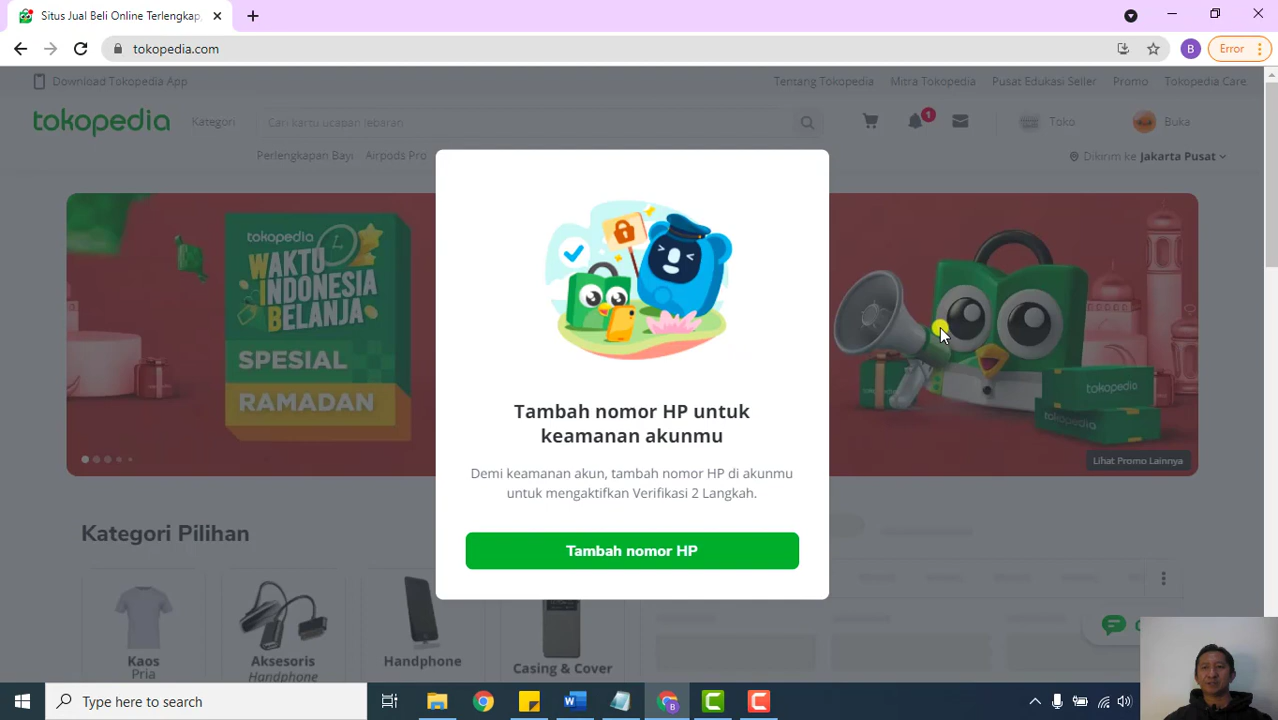 Situs Jual Beli Online Terlengkap,
tokopedia.com
B
Error
Download Tokopedia App
Tentang Tokopedia
Mitra Tokopedia
Pusat Edukasi Seller
Promo
Tokopedia Care
tokopedia
Kategori
Cari kartu ucapan lebaran
1
Toko
Buka
Perlengkapan Bayi
Airpods Pro
Dikirim ke Jakarta Pusat
tokopedia
WAKTU
INDONESIA
BELANJA
SPESIAL
RAMADAN
tokopedia
tokopedia
Lihat Promo Lainnya
Tambah nomor HP untuk
keamanan akunmu
Demi keamanan akun, tambah nomor HP di akunmu
untuk mengaktifkan Verifikasi 2 Langkah.
Tambah nomor HP
Kategori Pilihan
Kaos
Pria
Aksesoris
Handphone
Handphone
Casing & Cover
Type here to search